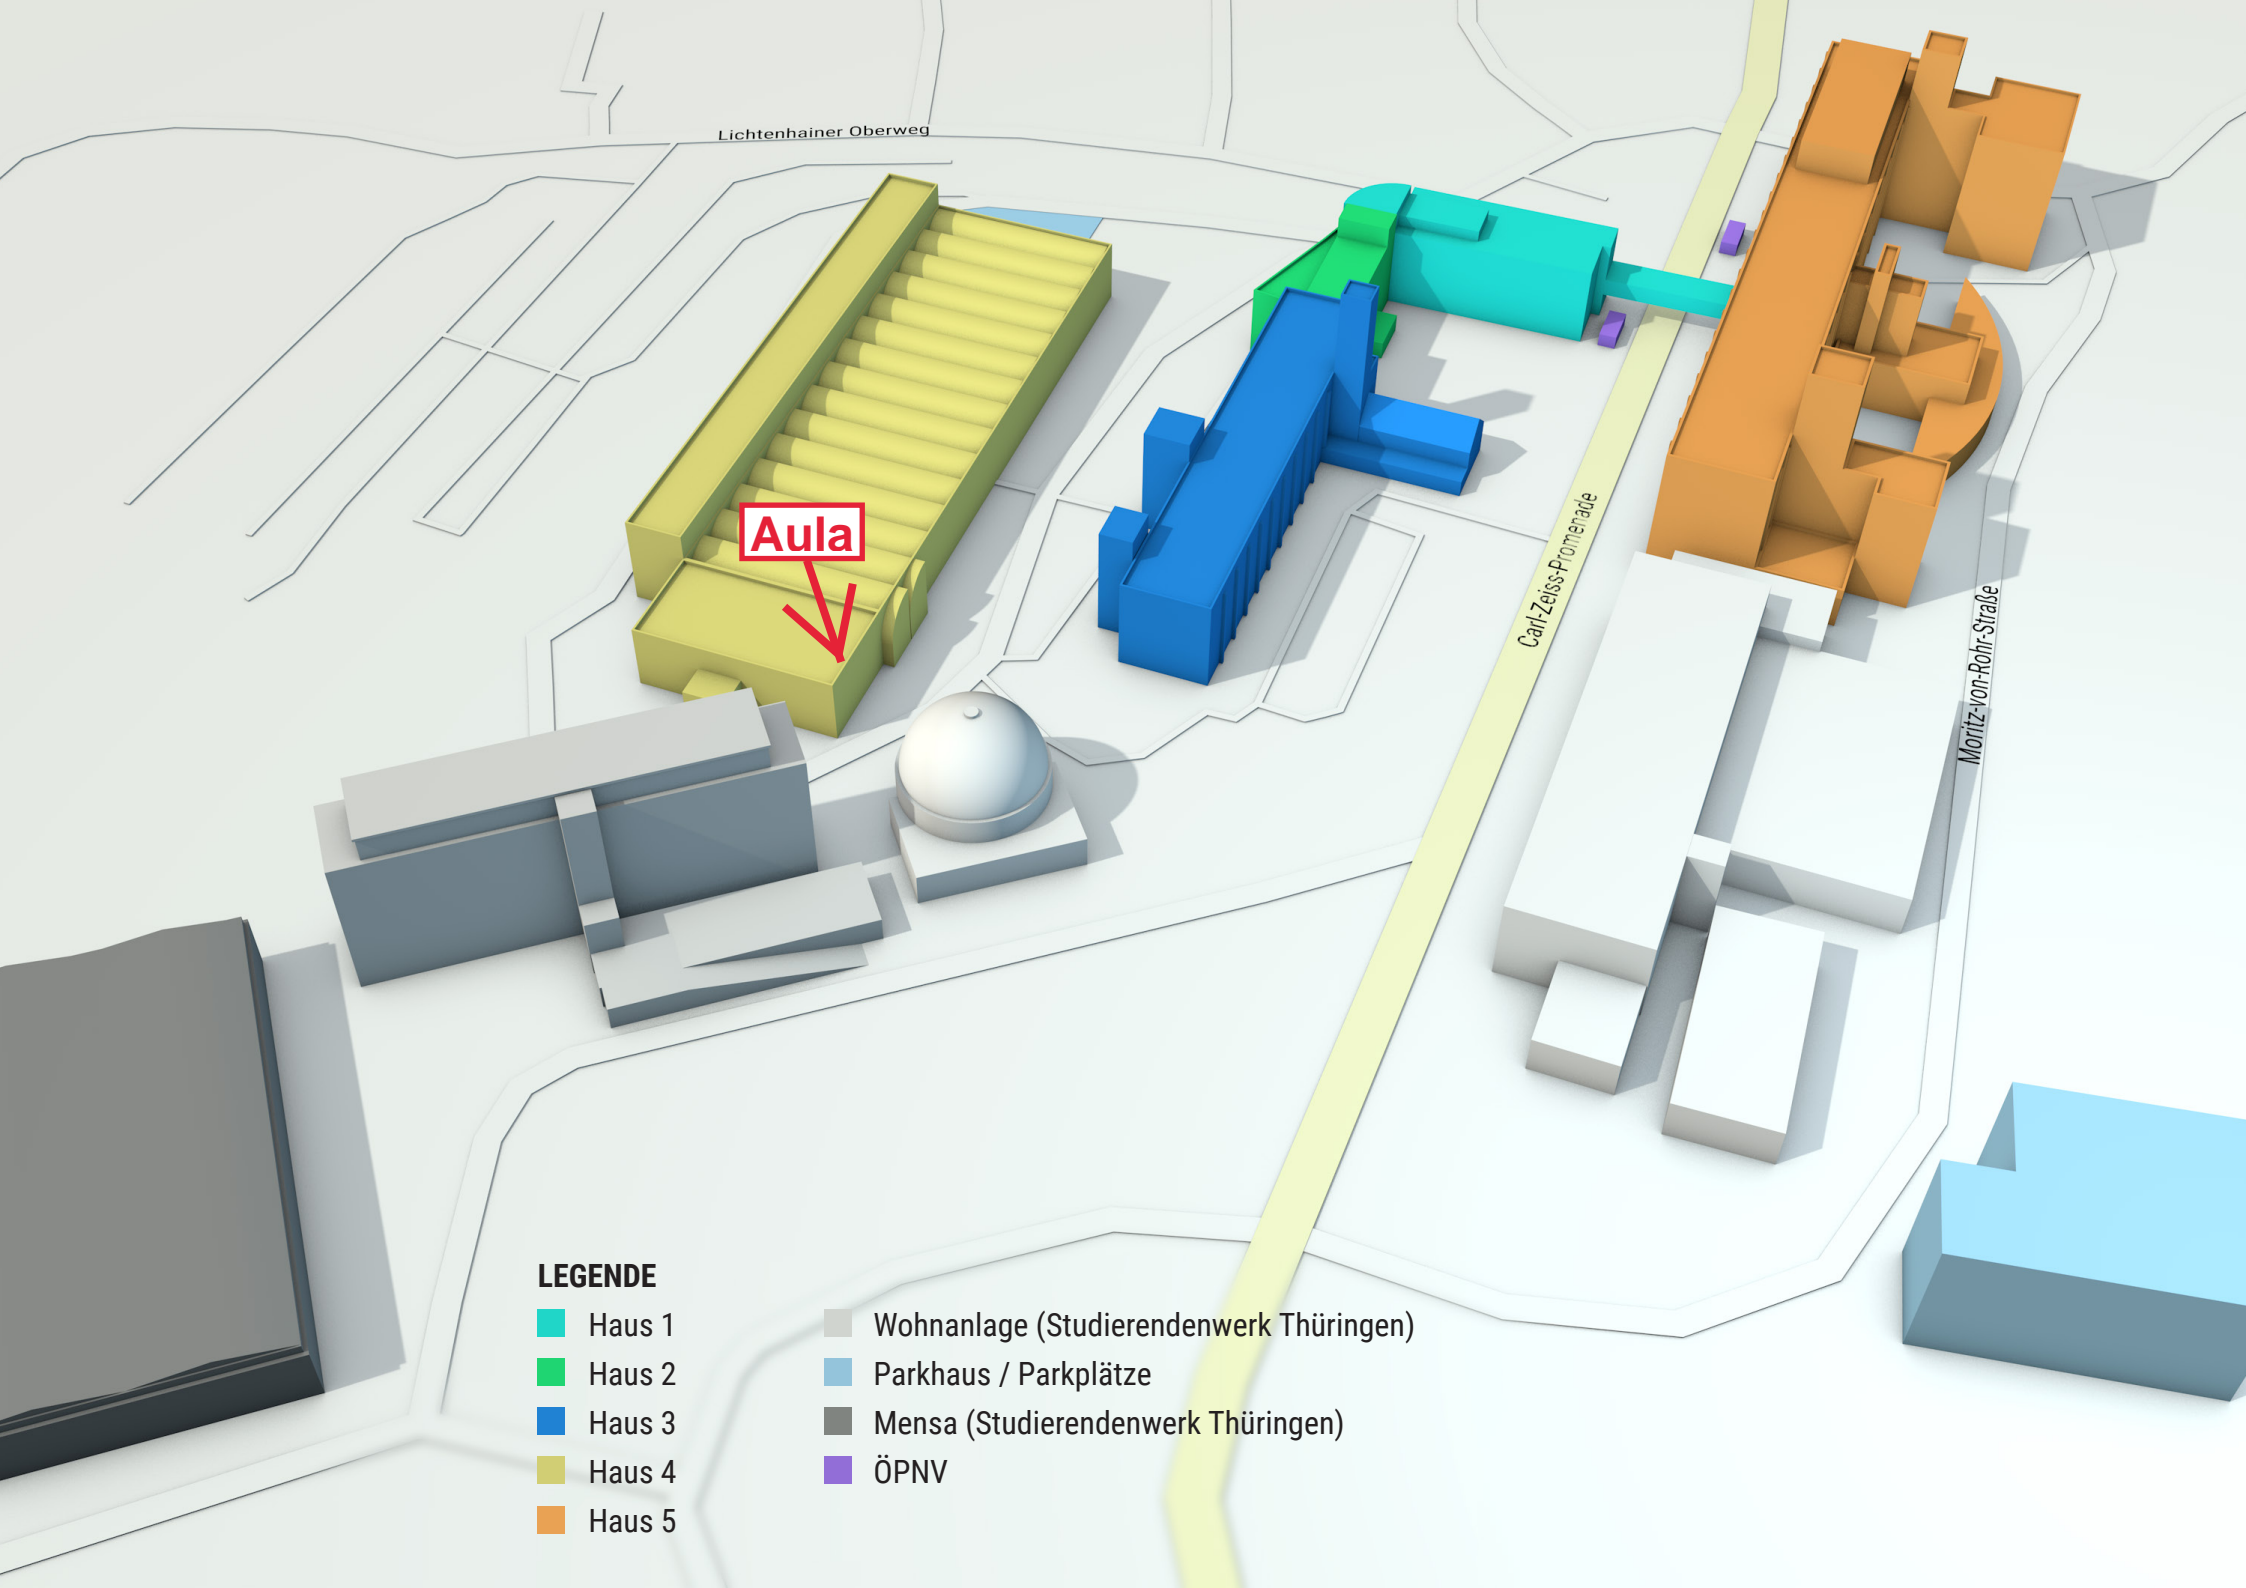 Lichtenhainer Oberweg
Aula
Carl-Zeiss-Promenade
Moritz-von-Rohr-Straße
LEGENDE
Haus 1
Haus 2
Haus 3
Haus 4
Haus 5
Wohnanlage (Studierendenwerk Thüringen)
Parkhaus / Parkplätze
Mensa (Studierendenwerk Thüringen)
ÖPNV